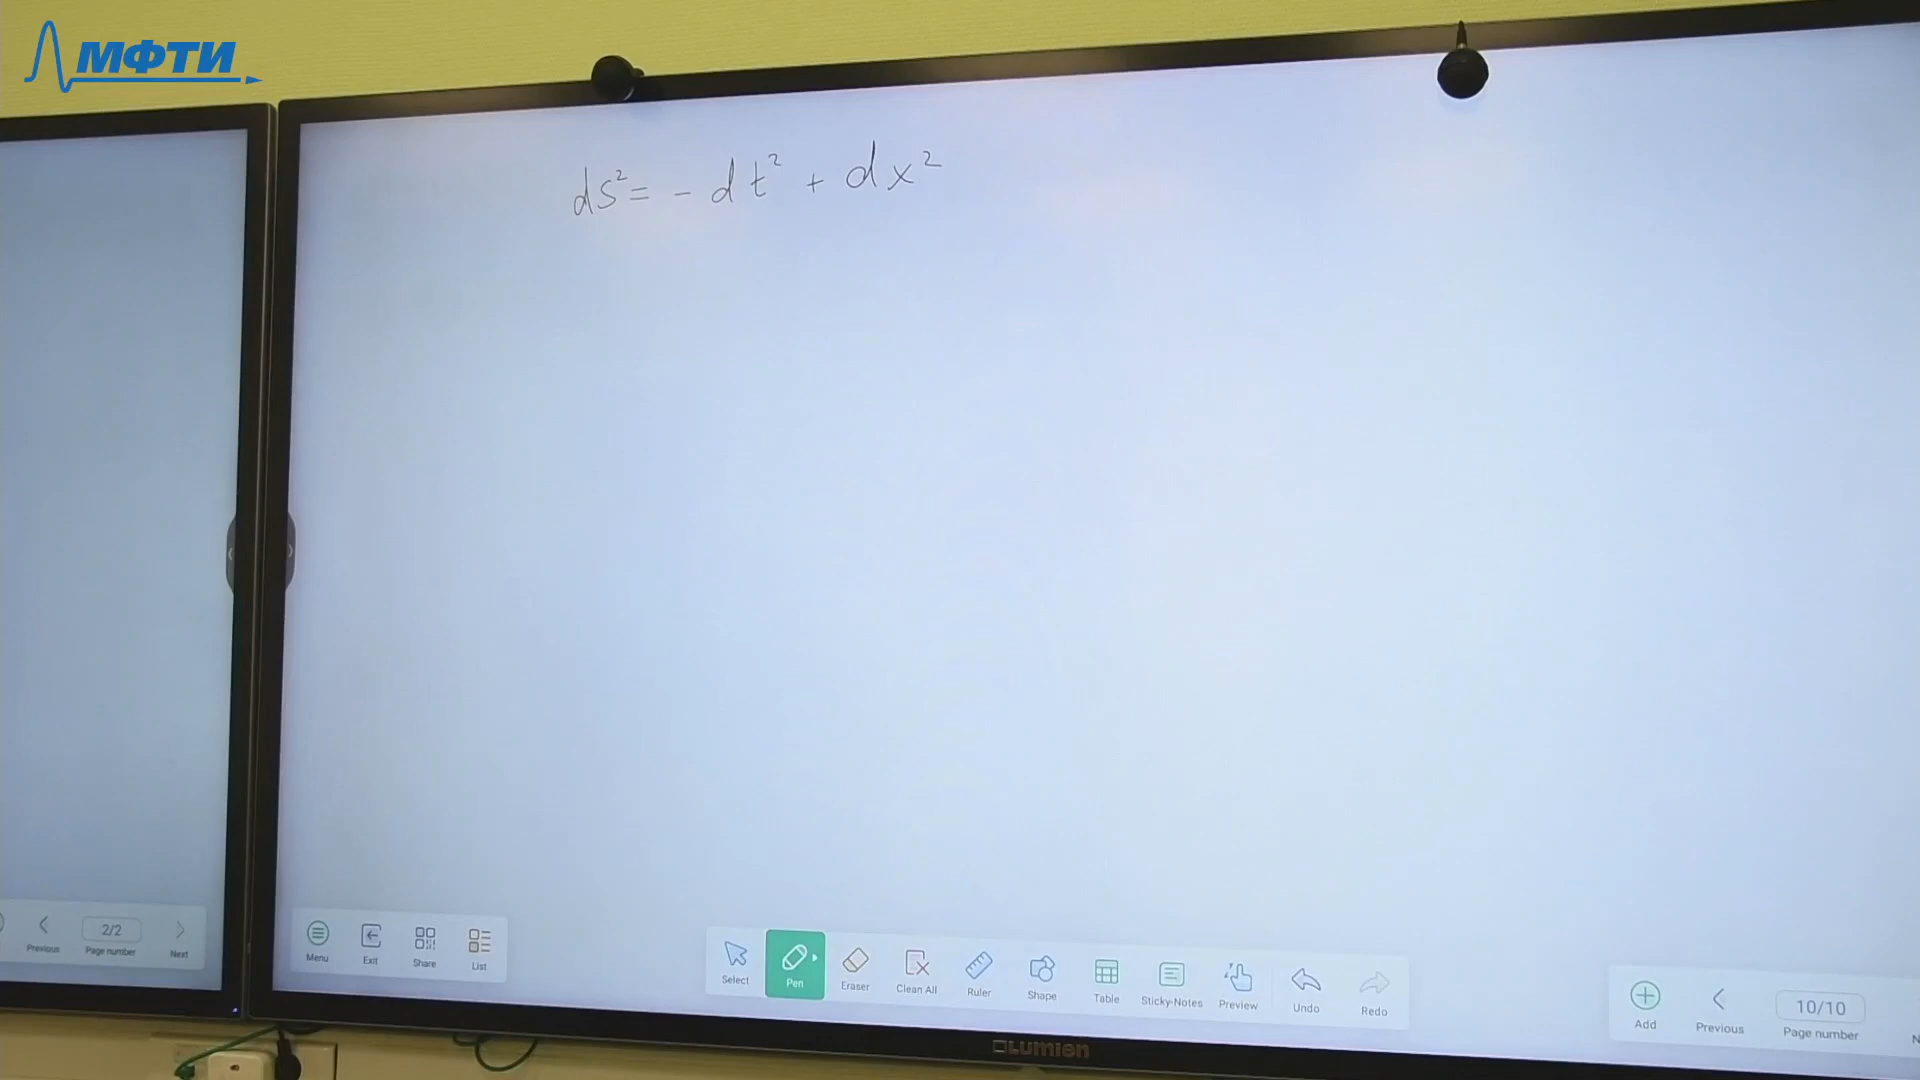 МФТИ
ds² = - dt² + dx²
Previous
2/2
Page number
Next
Menu
Exit
Share
List
Select
Pen
Eraser
Clean All
Ruler
Shape
Table
Sticky-Notes
Preview
Undo
Redo
Add
Previous
10/10
Page number
N
Lumien